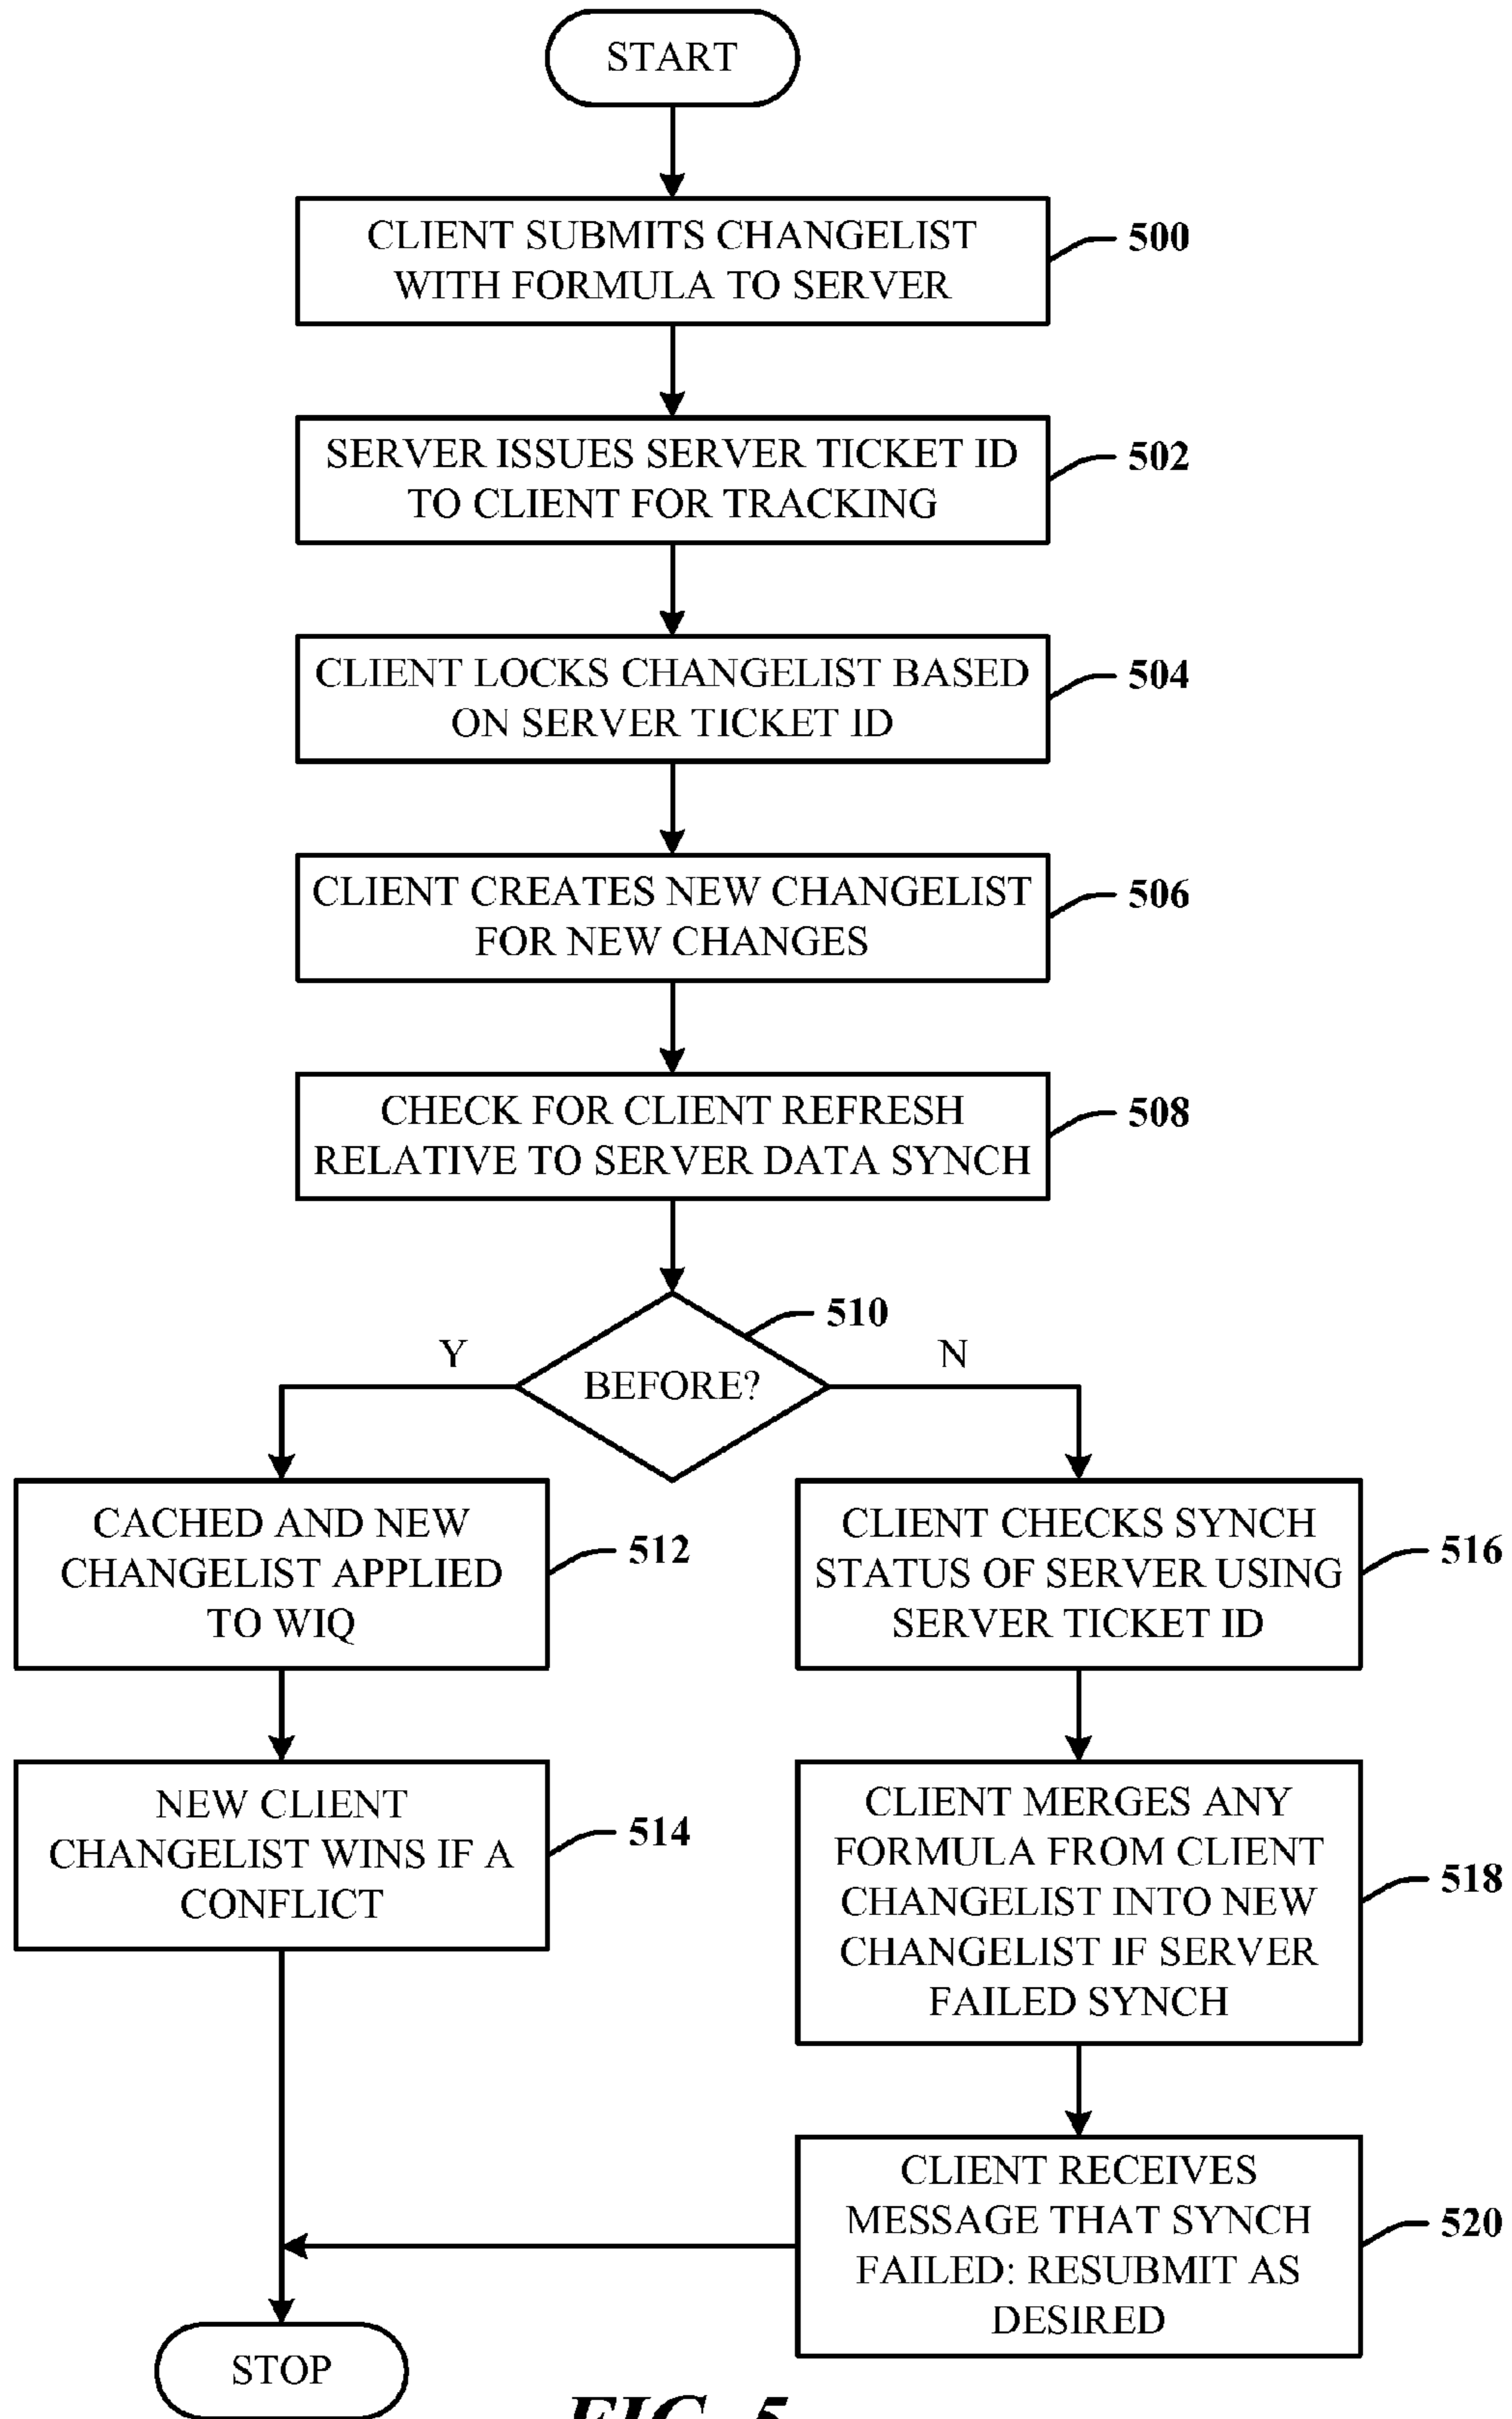 START
CLIENT SUBMITS CHANGELIST
WITH FORMULA TO SERVER
500
SERVER ISSUES SERVER TICKET ID
TO CLIENT FOR TRACKING
502
CLIENT LOCKS CHANGELIST BASED
ON SERVER TICKET ID
504
CLIENT CREATES NEW CHANGELIST
FOR NEW CHANGES
506
CHECK FOR CLIENT REFRESH
RELATIVE TO SERVER DATA SYNCH
508
BEFORE?
510
Y
N
CACHED AND NEW
CHANGELIST APPLIED
TO WIQ
512
NEW CLIENT
CHANGELIST WINS IF A
CONFLICT
514
CLIENT CHECKS SYNCH
STATUS OF SERVER USING
SERVER TICKET ID
516
CLIENT MERGES ANY
FORMULA FROM CLIENT
CHANGELIST INTO NEW
CHANGELIST IF SERVER
FAILED SYNCH
518
CLIENT RECEIVES
MESSAGE THAT SYNCH
FAILED: RESUBMIT AS
DESIRED
520
STOP
FIG. 5